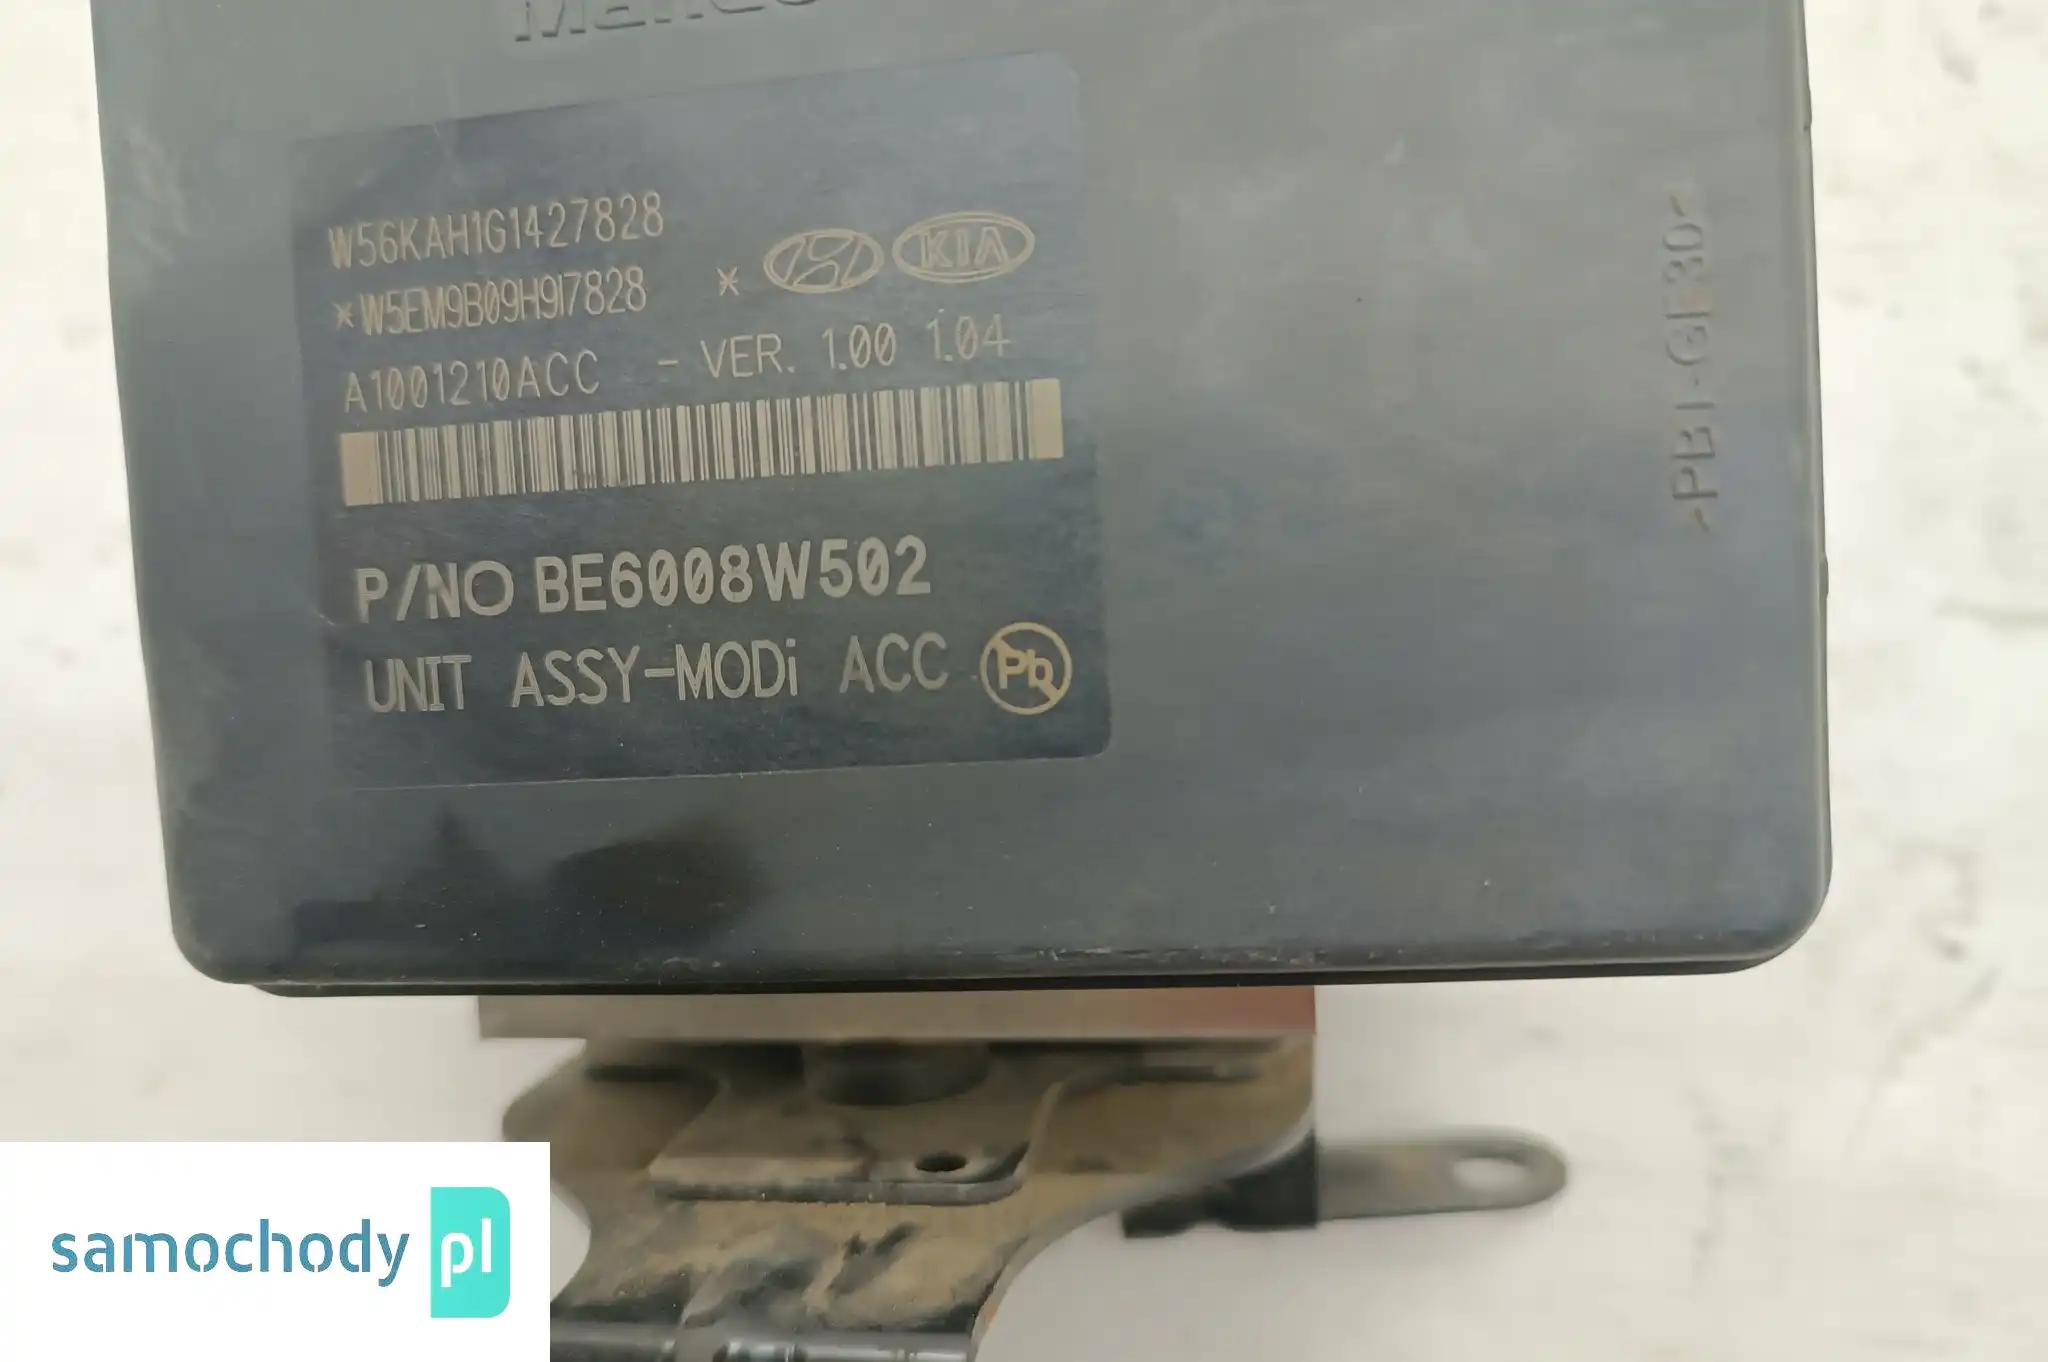 Mando
W56KAH1G1427828
*W5EM9B09H9I7828 *
KIA
A1001210ACC - VER. 1.00 1.04
P/NO BE6008W502
UNIT ASSY-MODi ACC Pb
>PBT-GF30<
samochody pl